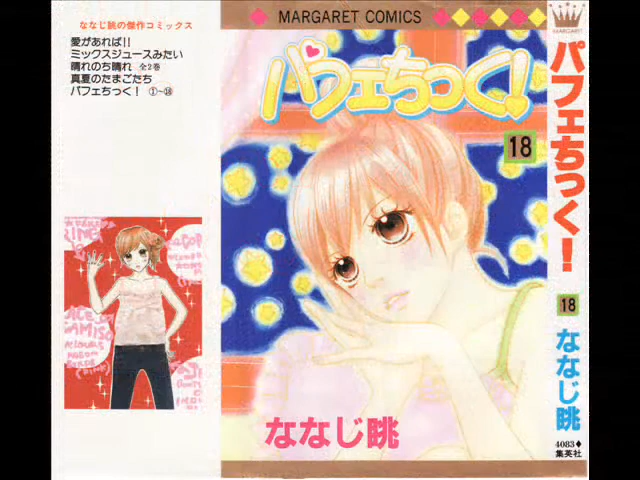 ななじ眺の傑作コミックス
愛があれば!!
ミックスジュースみたい
晴れのち晴れ 全2巻
真夏のたまごたち
パフェちっく! ①~⑱
MARGARET COMICS
パフェちっく!
18
ななじ眺
MARGARET
パフェちっく!
18
ななじ眺
4083◆
集英社